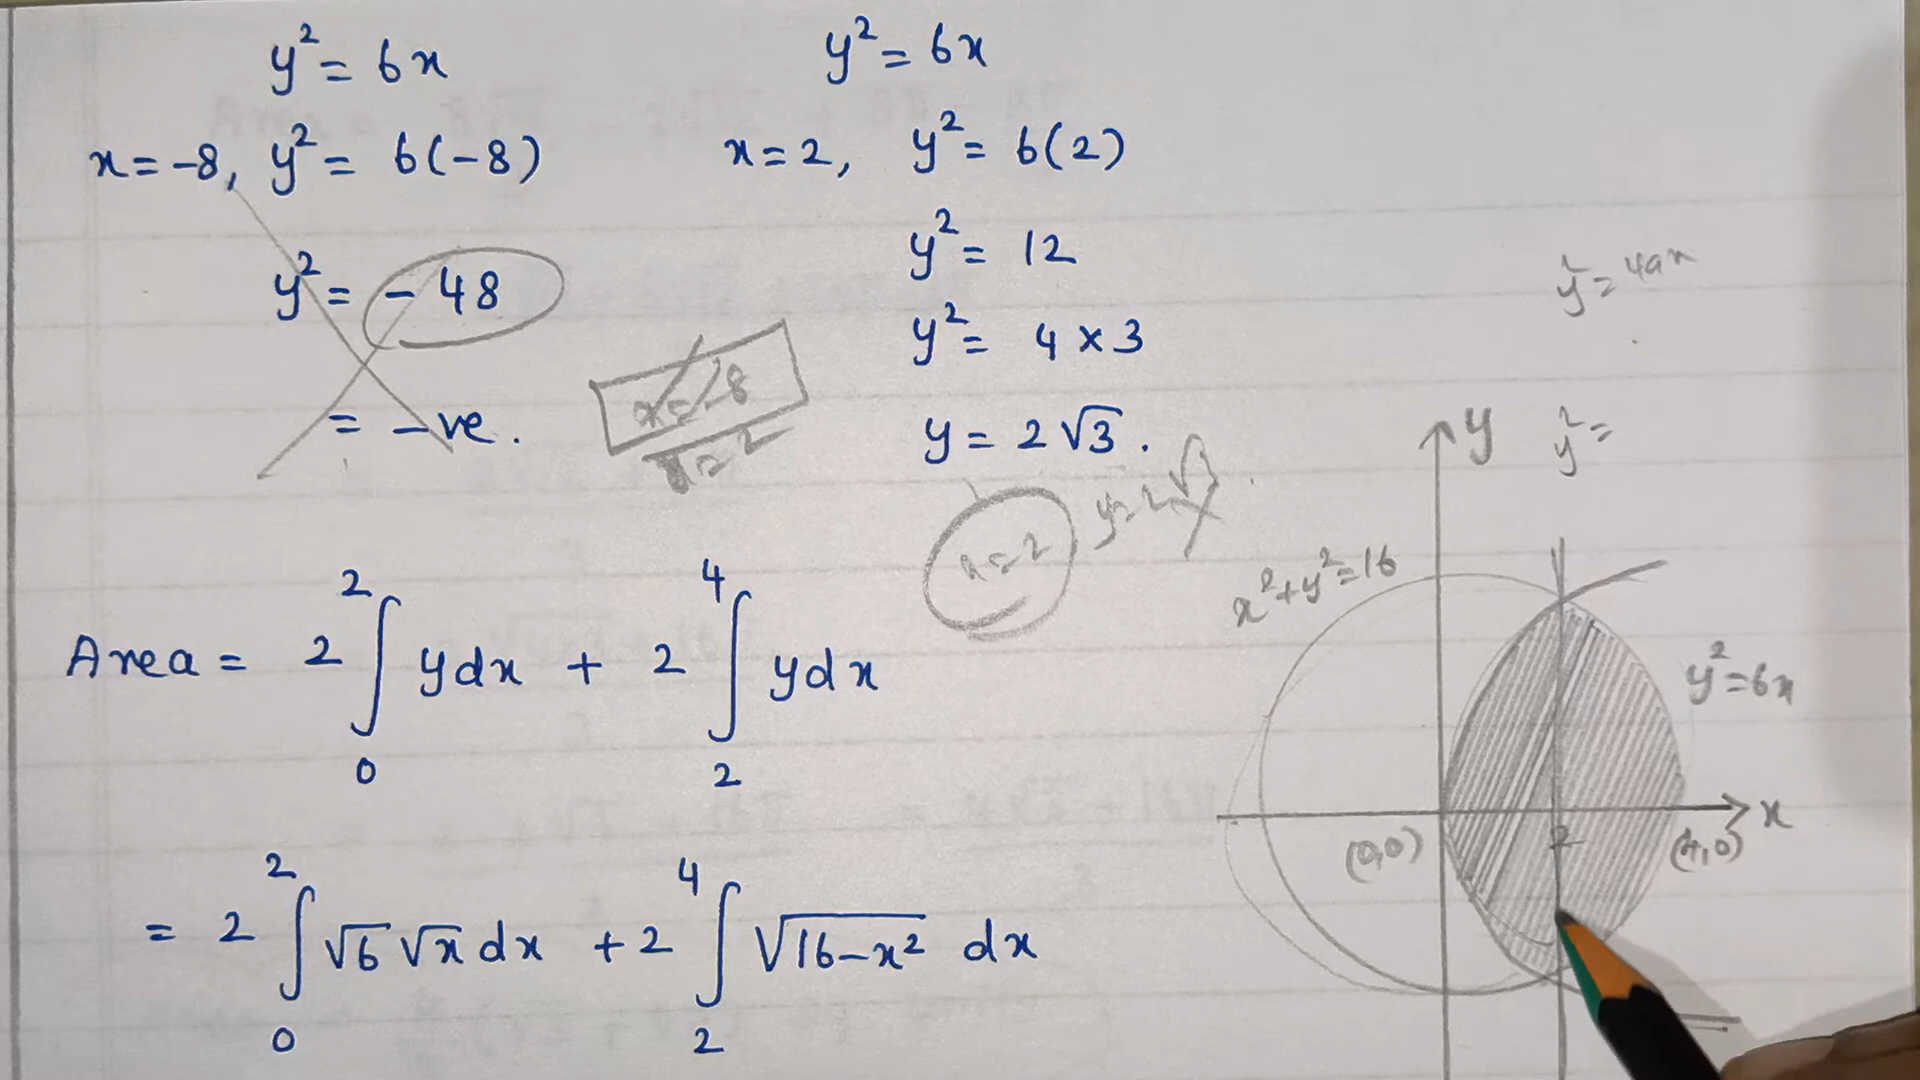 y² = 6x
x = -8, y² = 6(-8)
y² = -48
= -ve.
x = -8
y² = 6x
x = 2, y² = 6(2)
y² = 12
y² = 4 × 3
y = 2√3.
y² = 4ax
y² =
Area = 2 ∫₀² y dx + 2 ∫₂⁴ y dx
= 2 ∫₀² √6 √x dx + 2 ∫₂⁴ √(16-x²) dx
y
x² + y² = 16
y² = 6x
x
(0,0)
2
(4,0)